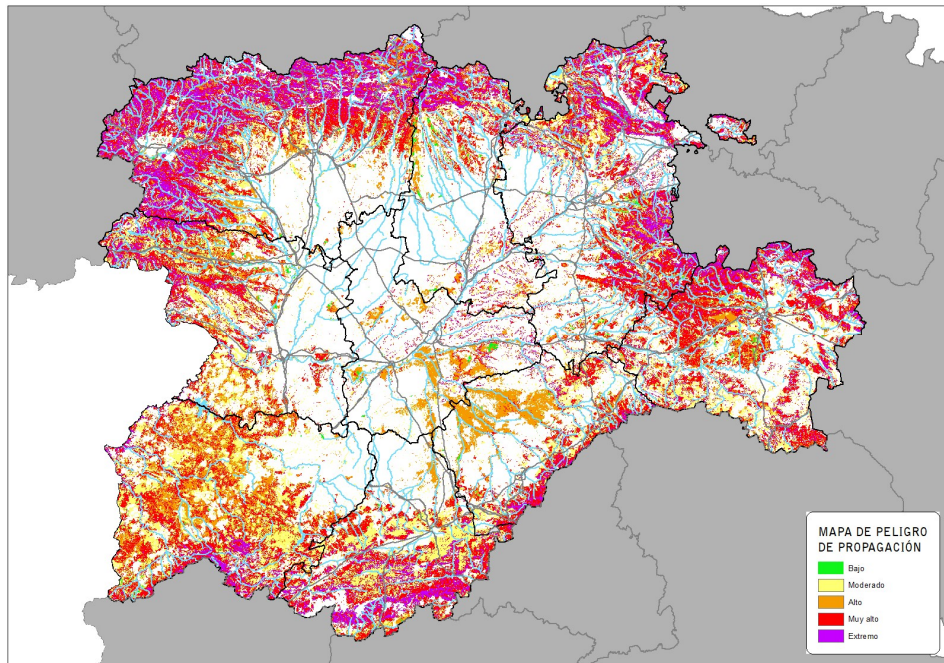 MAPA DE PELIGRO
DE PROPAGACIÓN
Bajo
Moderado
Alto
Muy alto
Extremo